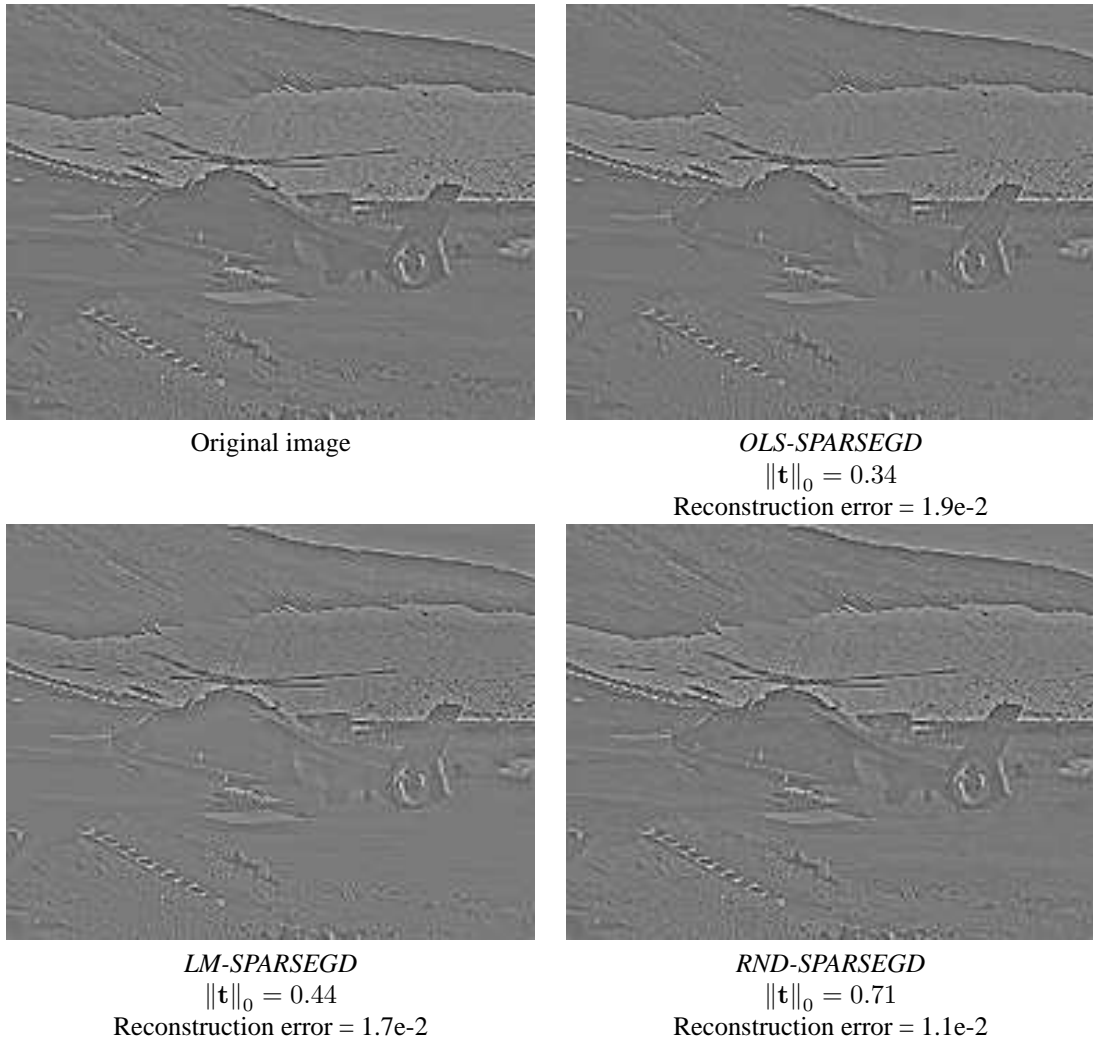 Original image
OLS-SPARSEGD
‖t‖₀ = 0.34
Reconstruction error = 1.9e-2
LM-SPARSEGD
‖t‖₀ = 0.44
Reconstruction error = 1.7e-2
RND-SPARSEGD
‖t‖₀ = 0.71
Reconstruction error = 1.1e-2